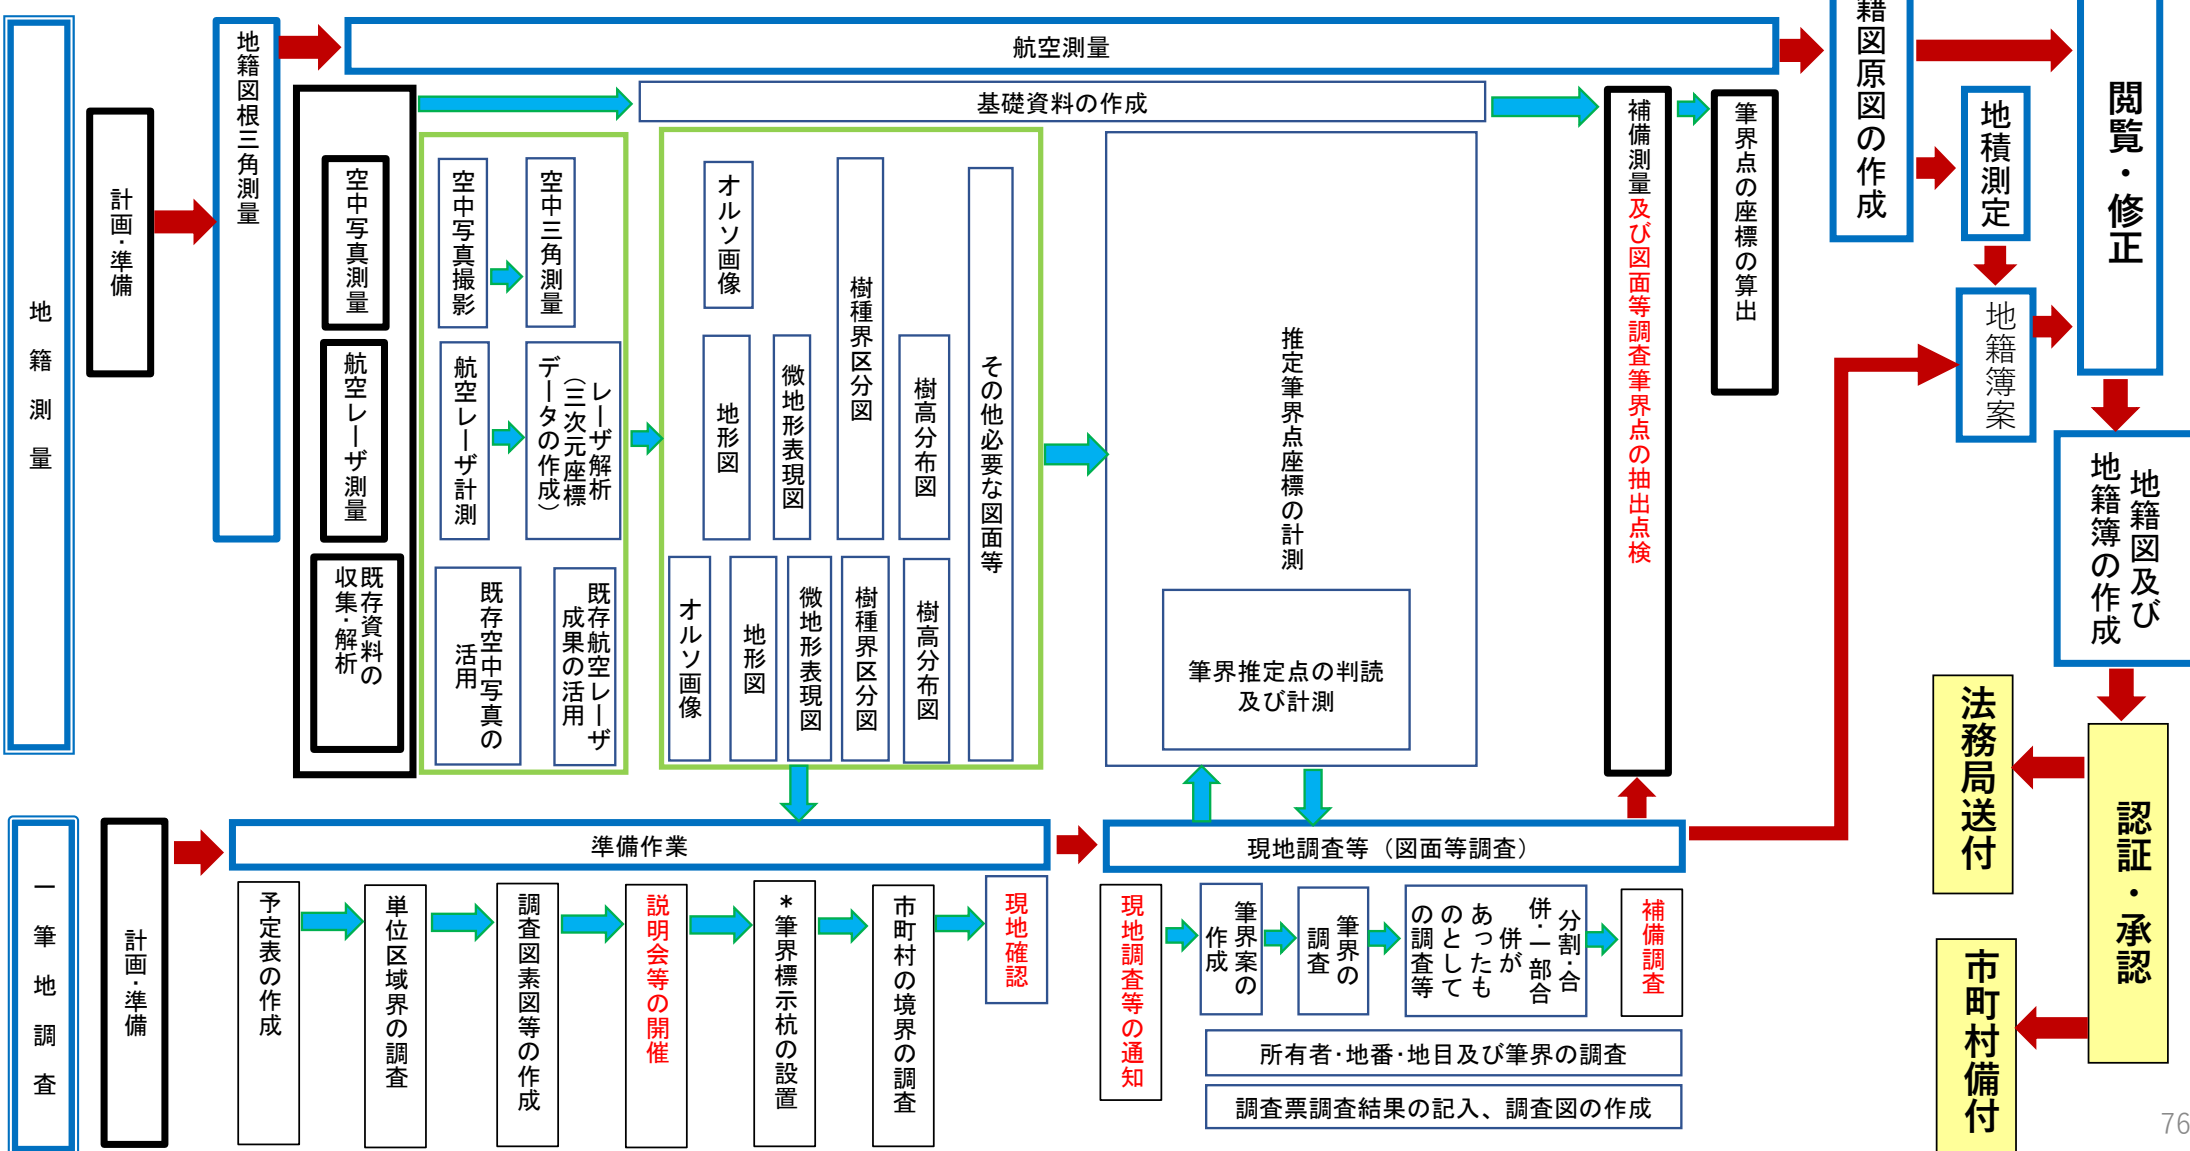 地籍測量
計画・準備
地籍図根三角測量
航空測量
基礎資料の作成
空中写真測量
航空レーザ測量
既存資料の
収集・解析
空中写真撮影
空中三角測量
航空レーザ計測
レーザ解析
（三次元座標
データの作成）
既存空中写真の
活用
既存航空レーザ
成果の活用
オルソ画像
地形図
微地形表現図
樹種界区分図
樹高分布図
その他必要な図面等
オルソ画像
地形図
微地形表現図
樹種界区分図
樹高分布図
推定筆界点座標の計測
筆界推定点の判読
及び計測
補備測量及び図面等調査筆界点の抽出点検
筆界点の座標の算出
籍図原図の作成
地積測定
地籍簿案
閲覧・修正
地籍図及び
地籍簿の作成
認証・承認
法務局送付
市町村備付
一筆地調査
計画・準備
準備作業
予定表の作成
単位区域界の調査
調査図素図等の作成
説明会等の開催
*筆界標示杭の設置
市町村の境界の調査
現地確認
現地調査等（図面等調査）
現地調査等の通知
筆界案の
作成
筆界の
調査
分割・合
併・一部合
併が
あったも
のとして
の調査等
補備調査
所有者・地番・地目及び筆界の調査
調査票調査結果の記入、調査図の作成
76